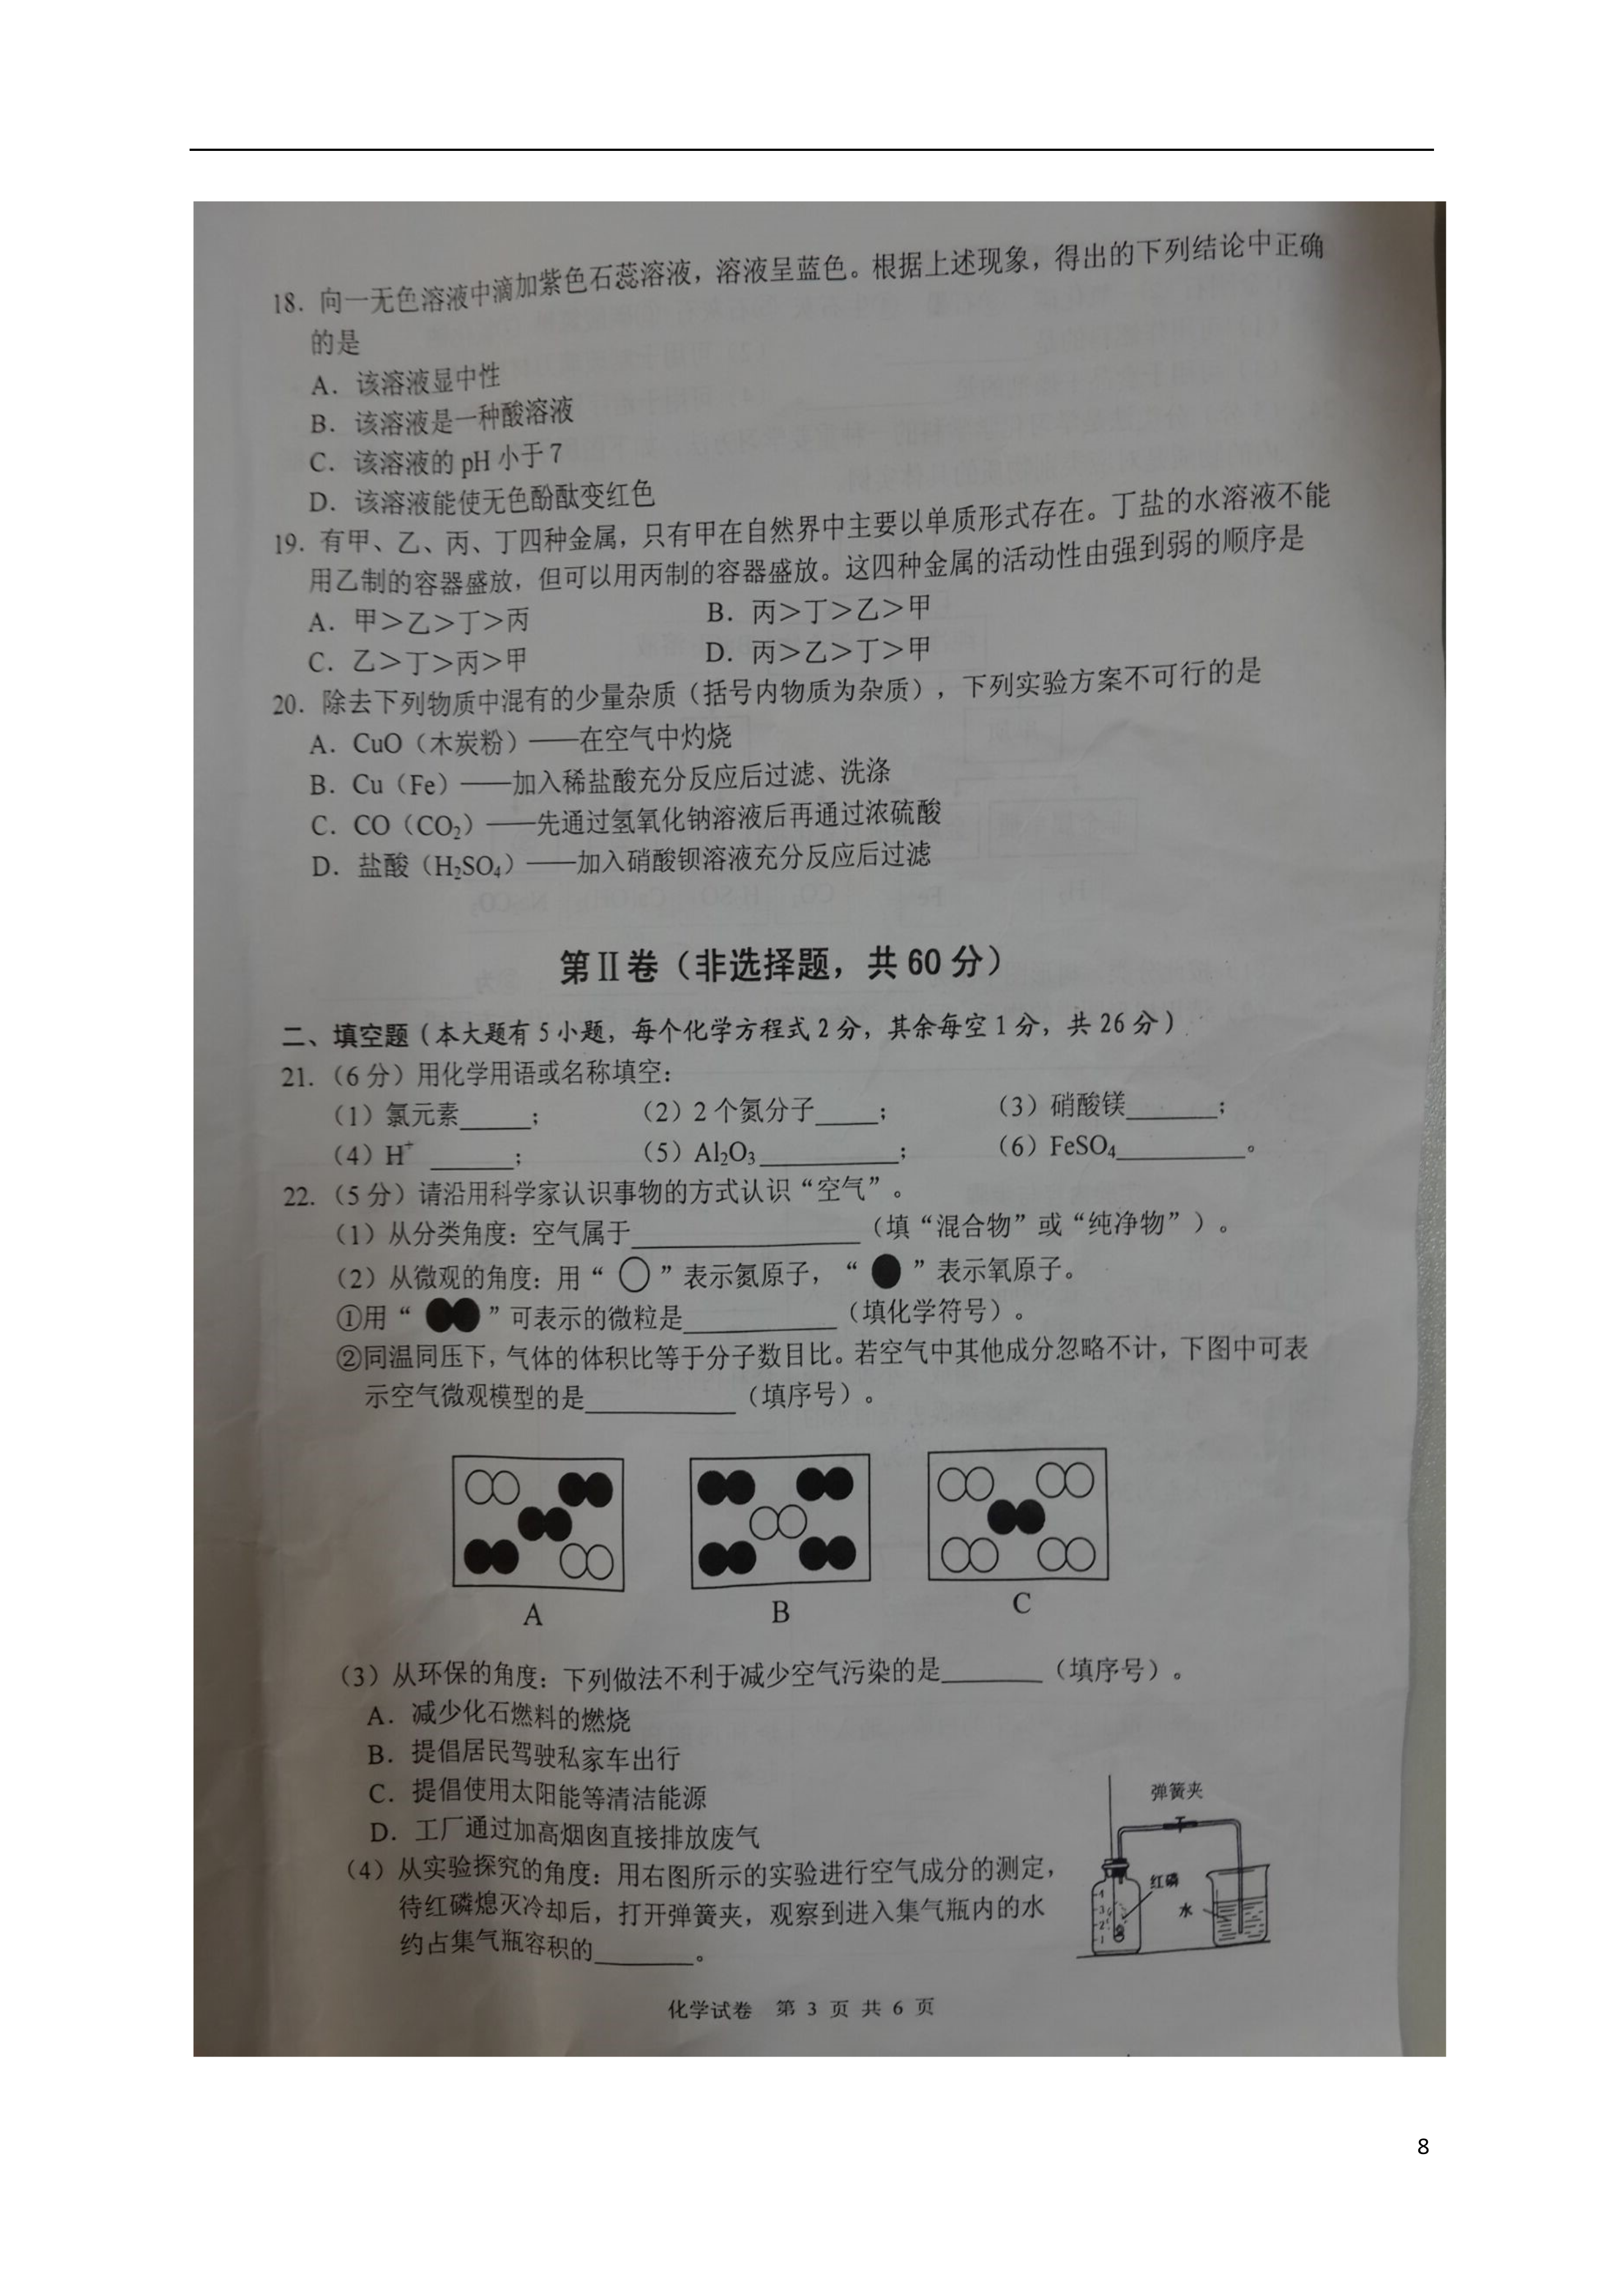 18. 向一无色溶液中滴加紫色石蕊溶液，溶液呈蓝色。根据上述现象，得出的下列结论中正确
的是
A. 该溶液显中性
B. 该溶液是一种酸溶液
C. 该溶液的 pH 小于 7
D. 该溶液能使无色酚酞变红色
19. 有甲、乙、丙、丁四种金属，只有甲在自然界中主要以单质形式存在。丁盐的水溶液不能
用乙制的容器盛放，但可以用丙制的容器盛放。这四种金属的活动性由强到弱的顺序是
A. 甲＞乙＞丁＞丙 B. 丙＞丁＞乙＞甲
C. 乙＞丁＞丙＞甲 D. 丙＞乙＞丁＞甲
20. 除去下列物质中混有的少量杂质（括号内物质为杂质），下列实验方案不可行的是
A. CuO（木炭粉）——在空气中灼烧
B. Cu（Fe）——加入稀盐酸充分反应后过滤、洗涤
C. CO（CO₂）——先通过氢氧化钠溶液后再通过浓硫酸
D. 盐酸（H₂SO₄）——加入硝酸钡溶液充分反应后过滤
第Ⅱ卷（非选择题，共 60 分）
二、填空题（本大题有 5 小题，每个化学方程式 2 分，其余每空 1 分，共 26 分）
21.（6 分）用化学用语或名称填空：
（1）氯元素_____； （2）2 个氮分子_____； （3）硝酸镁_______；
（4）H⁺ ______； （5）Al₂O₃__________； （6）FeSO₄_________。
22.（5 分）请沿用科学家认识事物的方式认识“空气”。
（1）从分类角度：空气属于________________（填“混合物”或“纯净物”）。
（2）从微观的角度：用“ ○ ”表示氮原子，“ ● ”表示氧原子。
①用“ ●● ”可表示的微粒是___________（填化学符号）。
②同温同压下，气体的体积比等于分子数目比。若空气中其他成分忽略不计，下图中可表
示空气微观模型的是___________（填序号）。
A B C
（3）从环保的角度：下列做法不利于减少空气污染的是_______（填序号）。
A. 减少化石燃料的燃烧
B. 提倡居民驾驶私家车出行
C. 提倡使用太阳能等清洁能源
D. 工厂通过加高烟囱直接排放废气
弹簧夹
（4）从实验探究的角度：用右图所示的实验进行空气成分的测定，
待红磷熄灭冷却后，打开弹簧夹，观察到进入集气瓶内的水
约占集气瓶容积的_______。
红磷
水
4
3
2
1
化学试卷 第 3 页 共 6 页
8